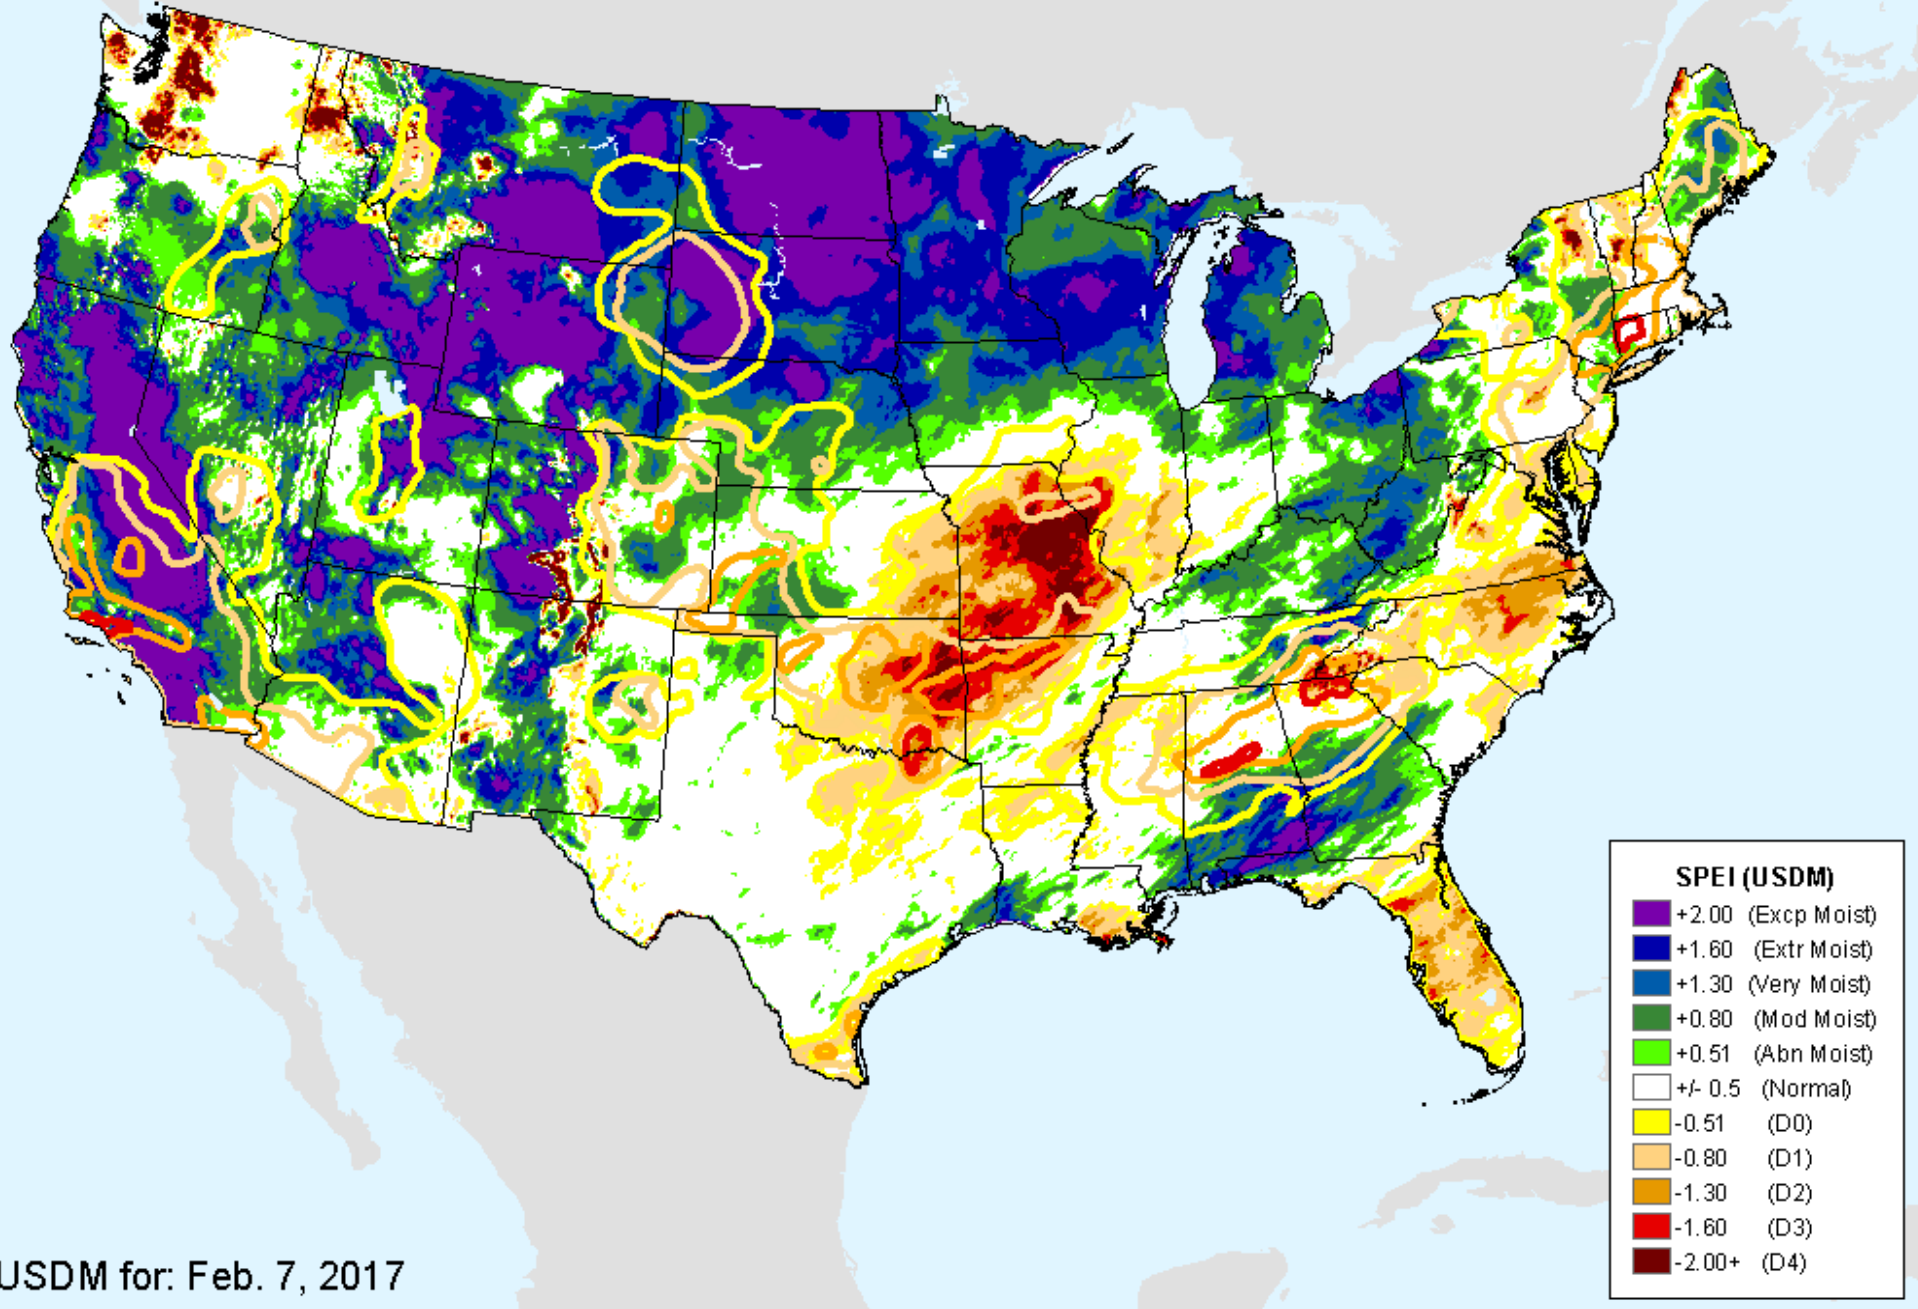 SPEI (USDM)
+2.00 (Excp Moist)
+1.60 (Extr Moist)
+1.30 (Very Moist)
+0.80 (Mod Moist)
+0.51 (Abn Moist)
+/- 0.5 (Normal)
-0.51 (D0)
-0.80 (D1)
-1.30 (D2)
-1.60 (D3)
-2.00+ (D4)
USDM for: Feb. 7, 2017